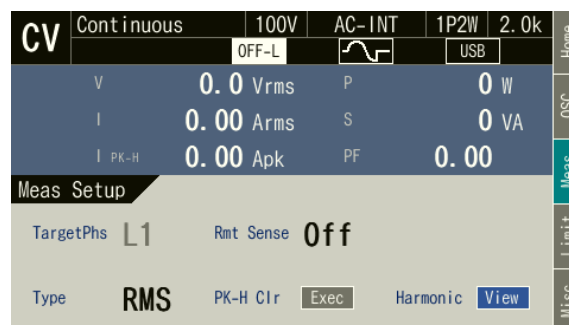 CV Continuous 100V AC-INT 1P2W 2.0k
OFF-L USB
V 0.0 Vrms P 0 W
I 0.00 Arms S 0 VA
I PK-H 0.00 Apk PF 0.00
Meas Setup
TargetPhs L1 Rmt Sense Off
Type RMS PK-H Clr Exec Harmonic View
Home
OSC
Meas
Limit
Misc